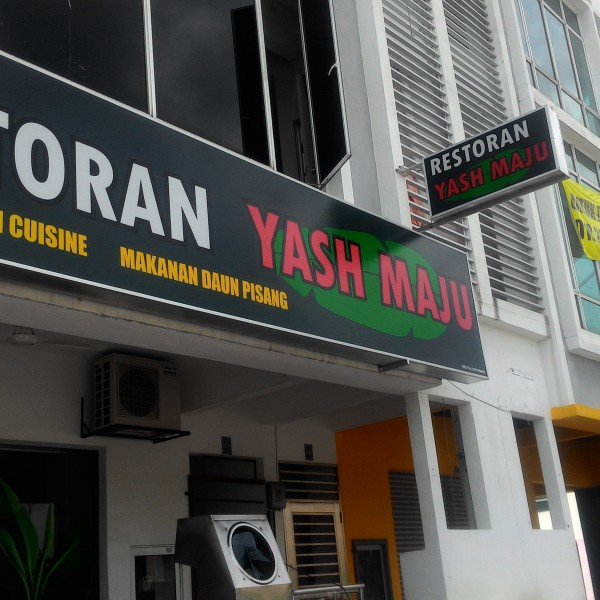 TORAN YASH MAJU
CUISINE MAKANAN DAUN PISANG
RESTORAN
YASH MAJU